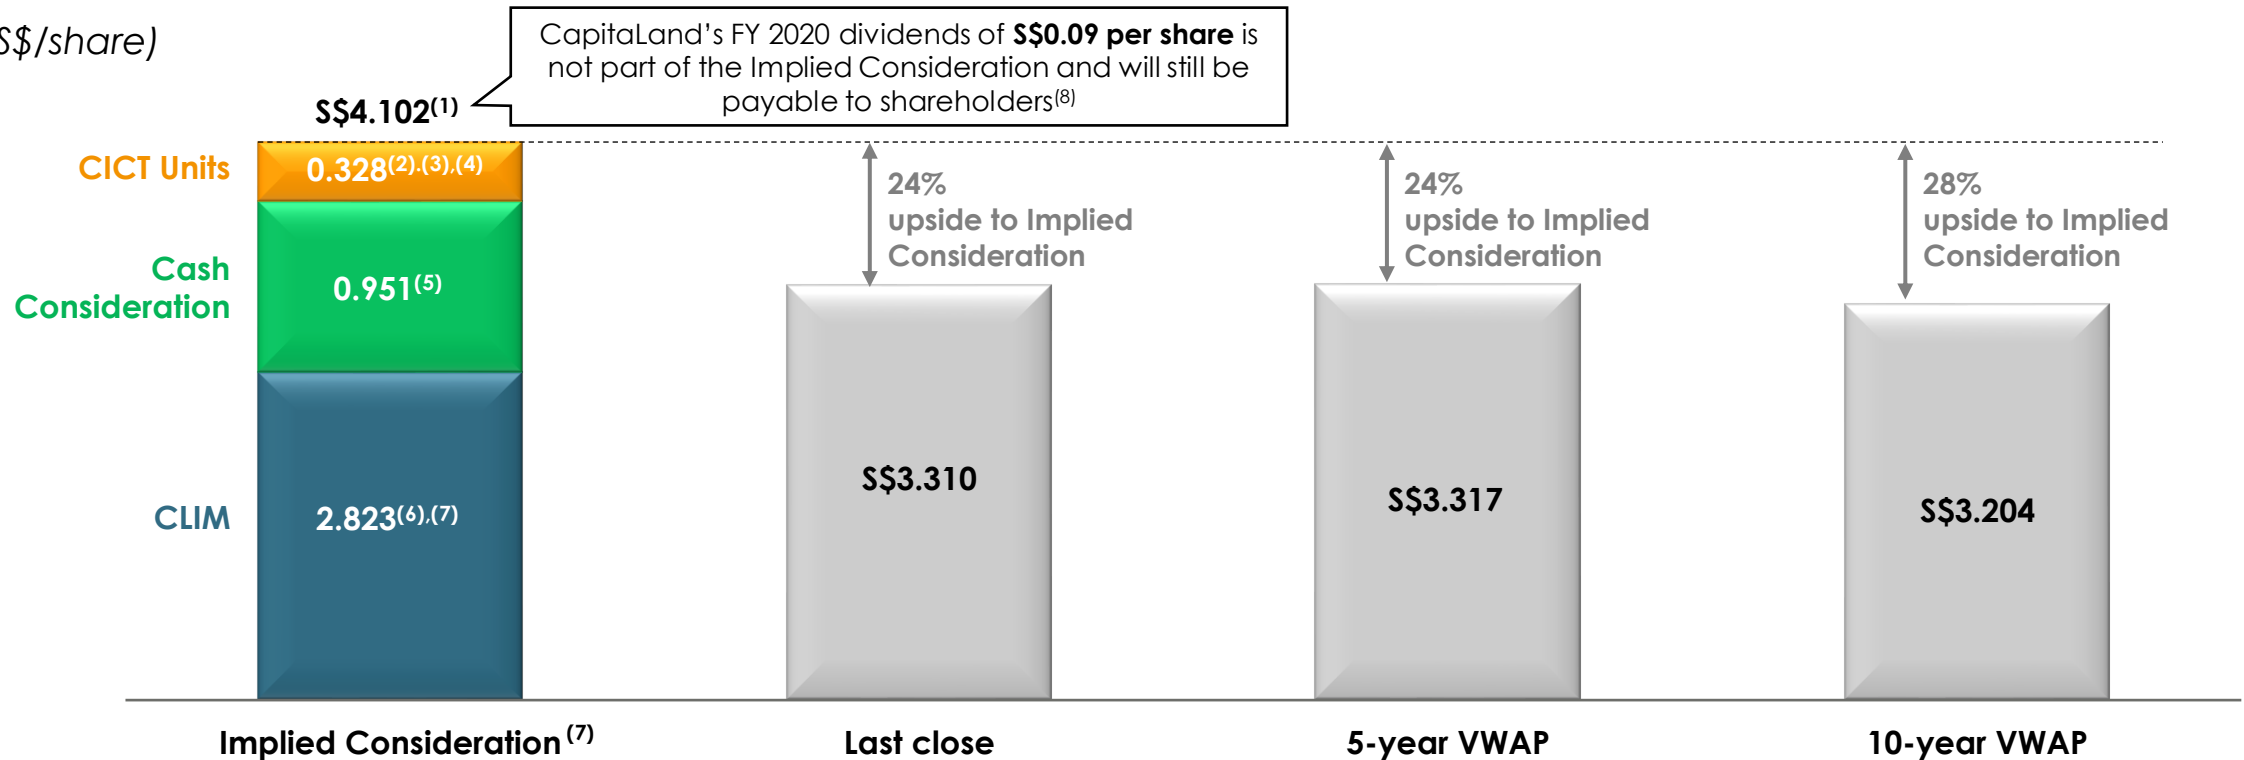 S$/share)
CapitaLand's FY 2020 dividends of S$0.09 per share is
not part of the Implied Consideration and will still be
payable to shareholders(8)
S$4.102(1)
CICT Units
0.328(2).(3),(4)
24%
upside to Implied
Consideration
24%
upside to Implied
Consideration
28%
upside to Implied
Consideration
Cash
Consideration
0.951(5)
CLIM
2.823(6),(7)
S$3.310
S$3.317
S$3.204
Implied Consideration (7)
Last close
5-year VWAP
10-year VWAP